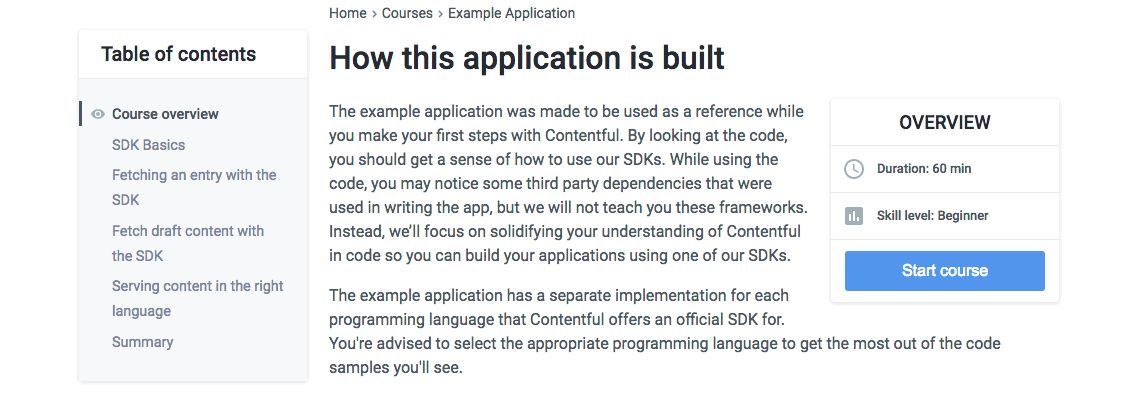 Home › Courses › Example Application
Table of contents
Course overview
SDK Basics
Fetching an entry with the
SDK
Fetch draft content with
the SDK
Serving content in the right
language
Summary
How this application is built
The example application was made to be used as a reference while
you make your first steps with Contentful. By looking at the code,
you should get a sense of how to use our SDKs. While using the
code, you may notice some third party dependencies that were
used in writing the app, but we will not teach you these frameworks.
Instead, we’ll focus on solidifying your understanding of Contentful
in code so you can build your applications using one of our SDKs.
The example application has a separate implementation for each
programming language that Contentful offers an official SDK for.
You're advised to select the appropriate programming language to get the most out of the code
samples you'll see.
OVERVIEW
Duration: 60 min
Skill level: Beginner
Start course